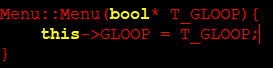 Menu::Menu(bool* T_GLOOP){
    this->GLOOP = T_GLOOP;
}